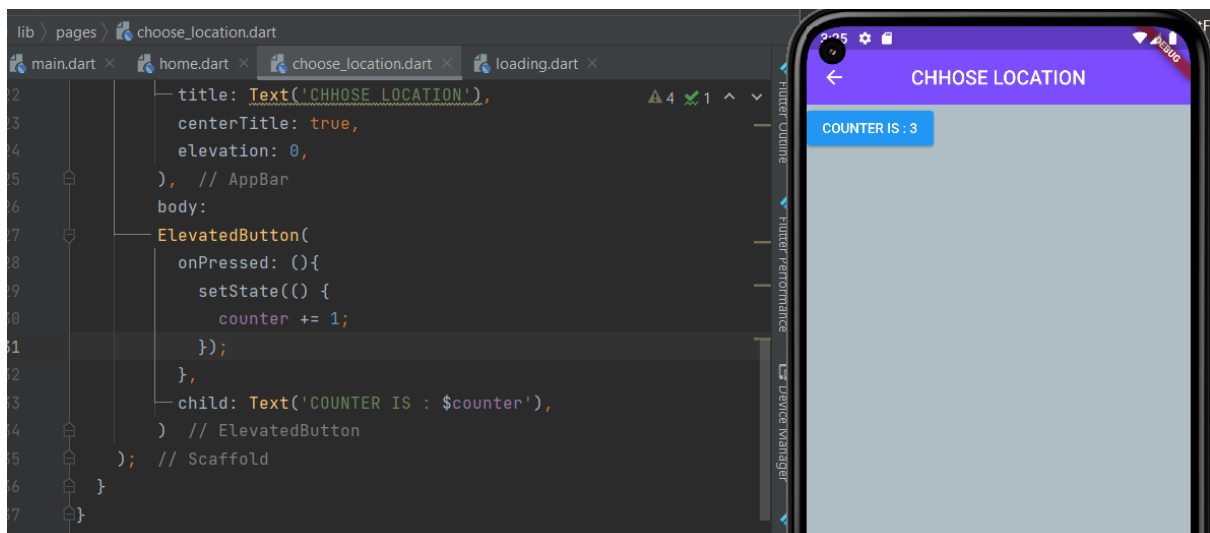 lib > pages > choose_location.dart
main.dart × home.dart × choose_location.dart × loading.dart ×
22 title: Text('CHHOSE LOCATION'), 4 1
23 centerTitle: true,
24 elevation: 0,
25 ), // AppBar
26 body:
27 ElevatedButton(
28 onPressed: (){
29 setState(() {
30 counter += 1;
31 });
32 },
33 child: Text('COUNTER IS : $counter'),
34 ) // ElevatedButton
35 ); // Scaffold
36 }
37 }
Flutter Outline
Flutter Performance
Device Manager
3:25
DEBUG
CHHOSE LOCATION
COUNTER IS : 3